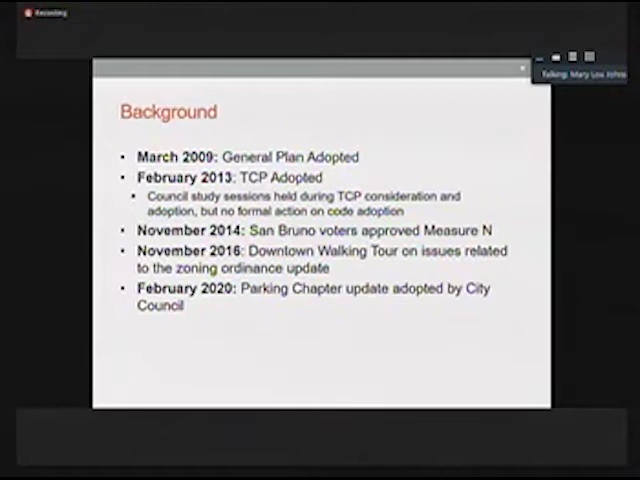 Recording
Talking: Mary Lou Johns
Background
• March 2009: General Plan Adopted
• February 2013: TCP Adopted
• Council study sessions held during TCP consideration and
adoption, but no formal action on code adoption
• November 2014: San Bruno voters approved Measure N
• November 2016: Downtown Walking Tour on issues related
to the zoning ordinance update
• February 2020: Parking Chapter update adopted by City
Council